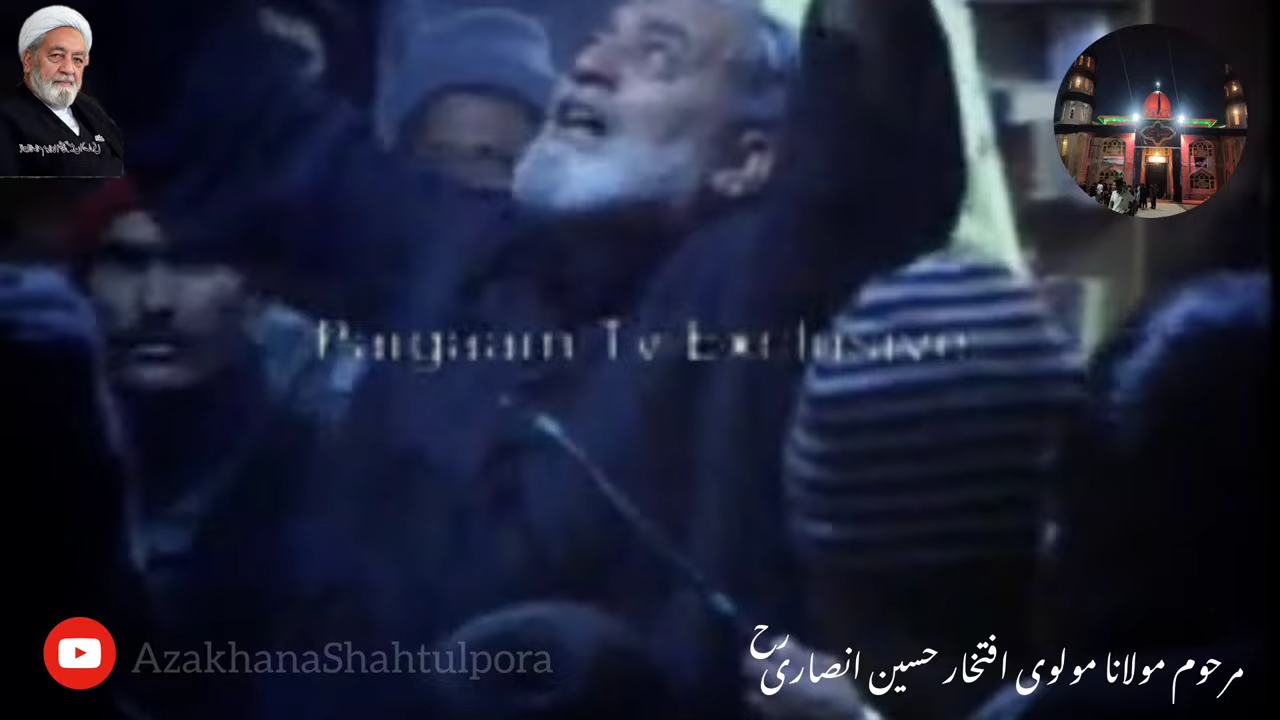 Paigaam Tv Exclusive
AzakhanaShahtulpora
مرحوم مولانا مولوی افتخار حسین انصاری رح